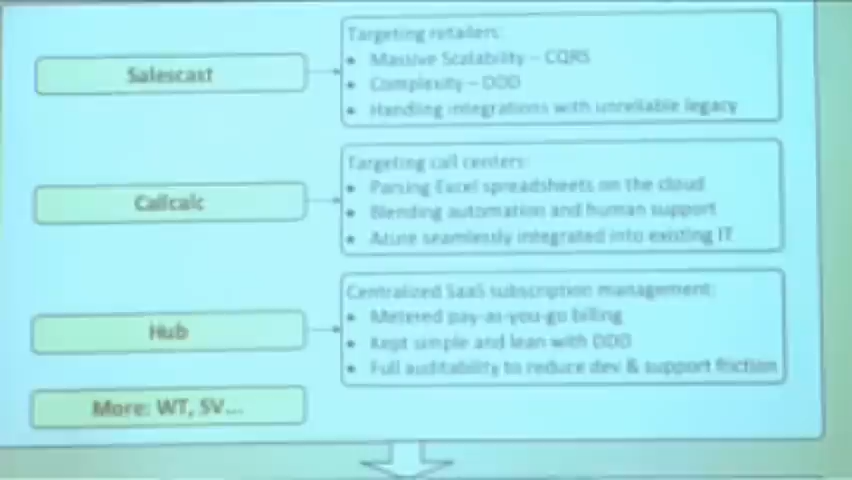 Salescast
Targeting retailers:
• Massive Scalability – CQRS
• Complexity – DDD
• Handling integrations with unreliable legacy
Callcalc
Targeting call centers:
• Parsing Excel spreadsheets on the cloud
• Blending automation and human support
• Azure seamlessly integrated into existing IT
Hub
Centralized SaaS subscription management:
• Metered pay-as-you-go billing
• Kept simple and lean with DDD
• Full auditability to reduce dev & support friction
More: WT, SV...